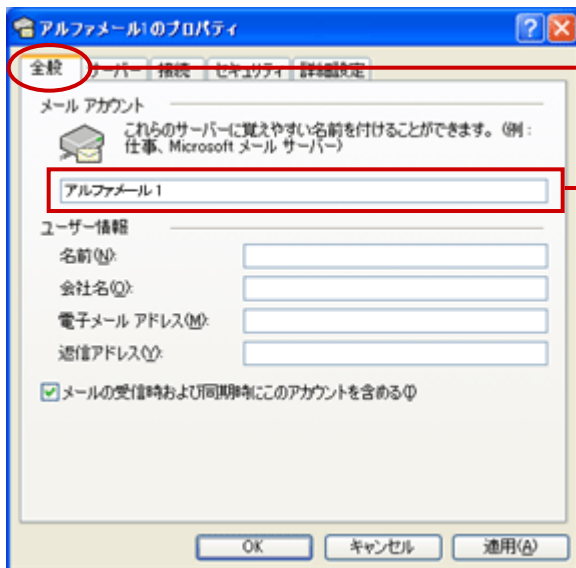 アルファメール1のプロパティ
全般 サーバー 接続 セキュリティ 詳細設定
メール アカウント
これらのサーバーに覚えやすい名前を付けることができます。(例:
仕事、Microsoft メール サーバー)
アルファメール1
ユーザー情報
名前(N):
会社名(O):
電子メール アドレス(M):
返信アドレス(Y):
メールの受信時および同期時にこのアカウントを含める(I)
OK キャンセル 適用(A)